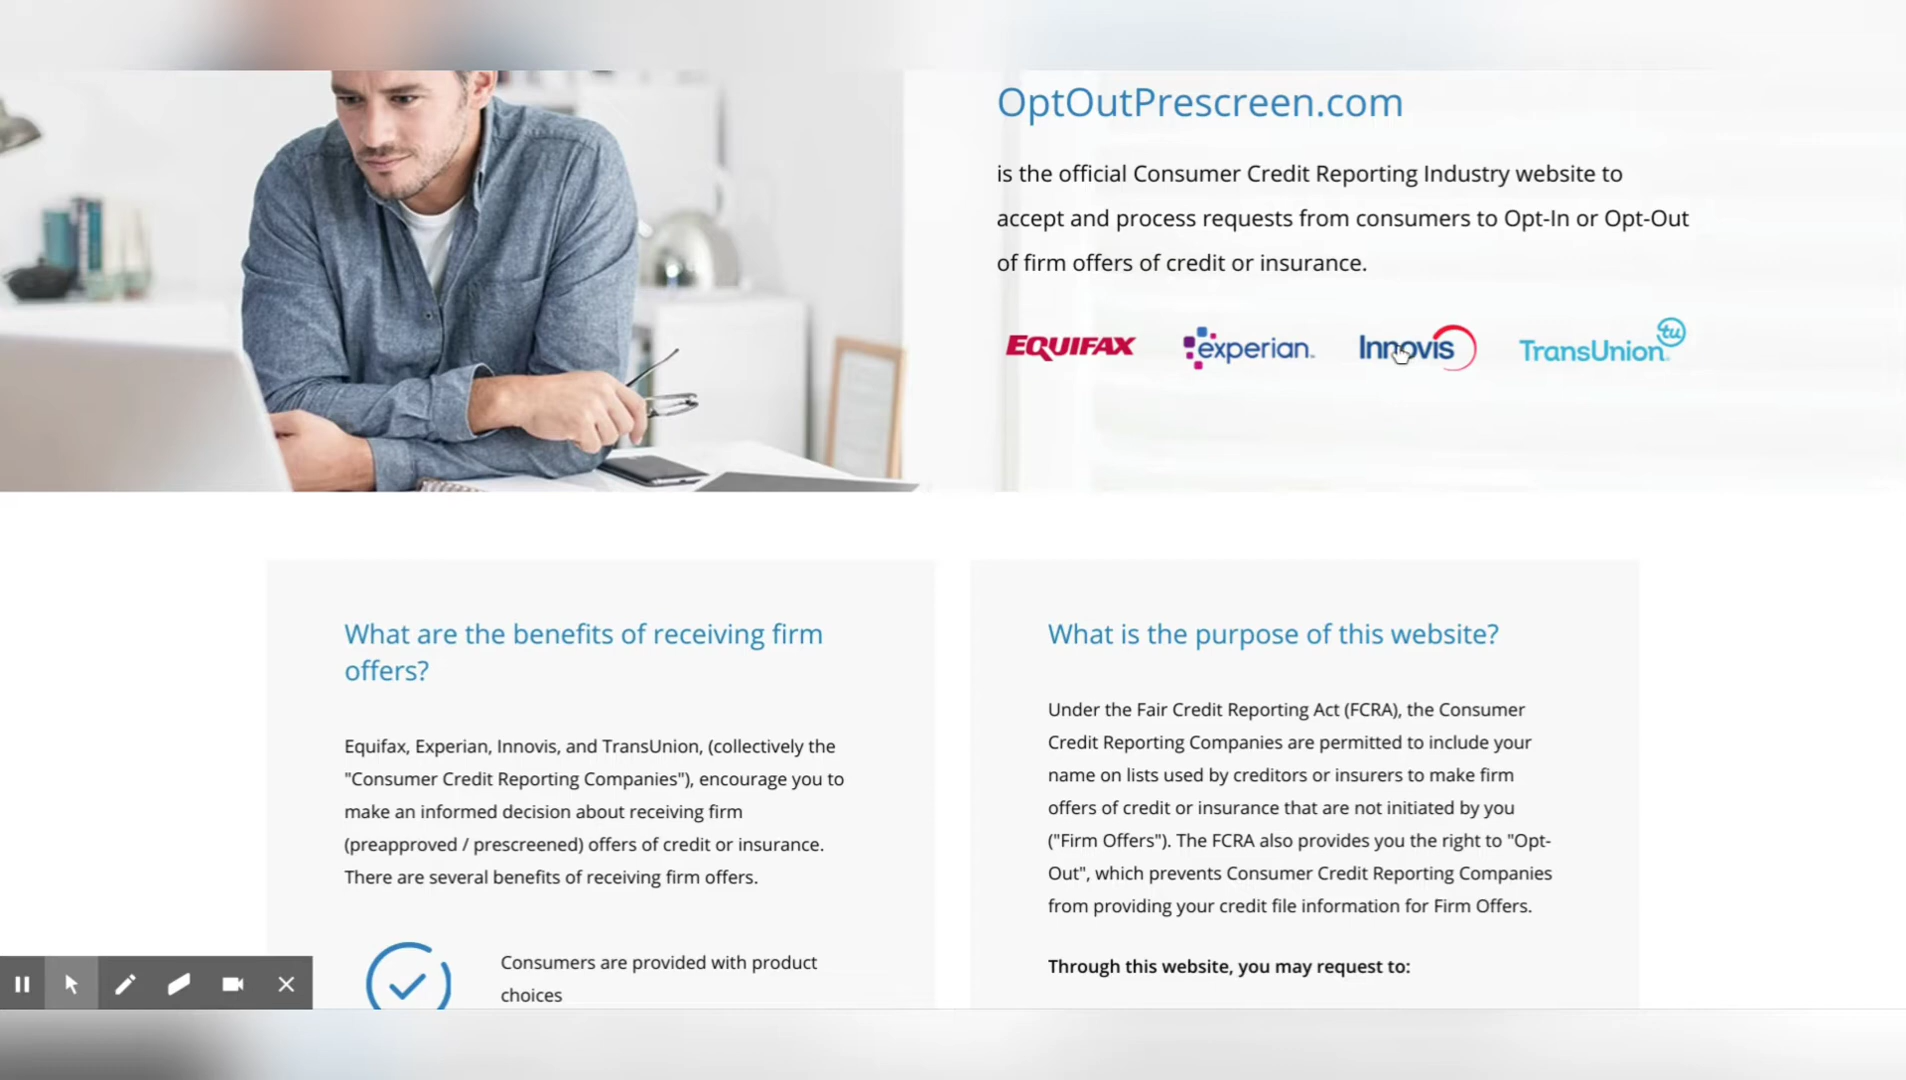 OptOutPrescreen.com
is the official Consumer Credit Reporting Industry website to
accept and process requests from consumers to Opt-In or Opt-Out
of firm offers of credit or insurance.
EQUIFAX experian. Innovis TransUnion tu
What are the benefits of receiving firm
offers?
Equifax, Experian, Innovis, and TransUnion, (collectively the
"Consumer Credit Reporting Companies"), encourage you to
make an informed decision about receiving firm
(preapproved / prescreened) offers of credit or insurance.
There are several benefits of receiving firm offers.
Consumers are provided with product
choices
What is the purpose of this website?
Under the Fair Credit Reporting Act (FCRA), the Consumer
Credit Reporting Companies are permitted to include your
name on lists used by creditors or insurers to make firm
offers of credit or insurance that are not initiated by you
("Firm Offers"). The FCRA also provides you the right to "Opt-
Out", which prevents Consumer Credit Reporting Companies
from providing your credit file information for Firm Offers.
Through this website, you may request to: